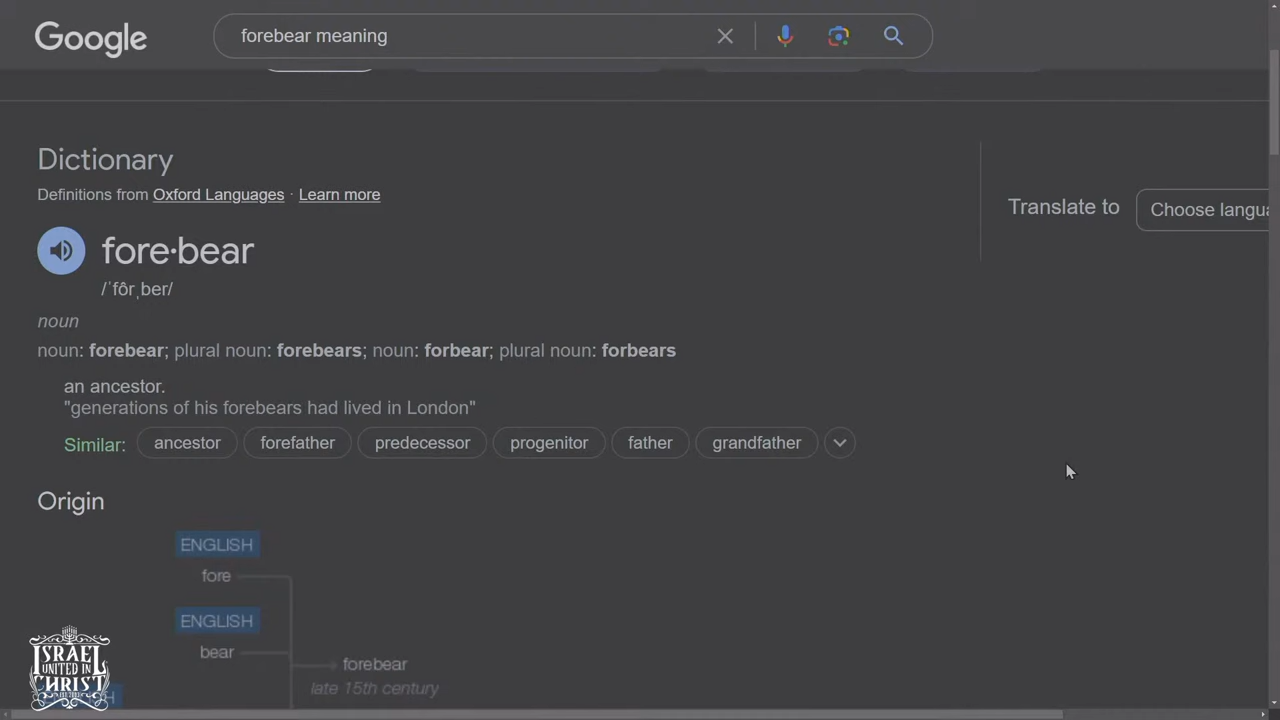 Google
forebear meaning
Dictionary
Definitions from Oxford Languages · Learn more
Translate to
Choose langua
fore·bear
/ˈfôrˌber/
noun
noun: forebear; plural noun: forebears; noun: forbear; plural noun: forbears
an ancestor.
"generations of his forebears had lived in London"
Similar: ancestor forefather predecessor progenitor father grandfather
Origin
ENGLISH
fore
ENGLISH
bear
forebear
late 15th century
ISRAEL
UNITED IN
CHRIST